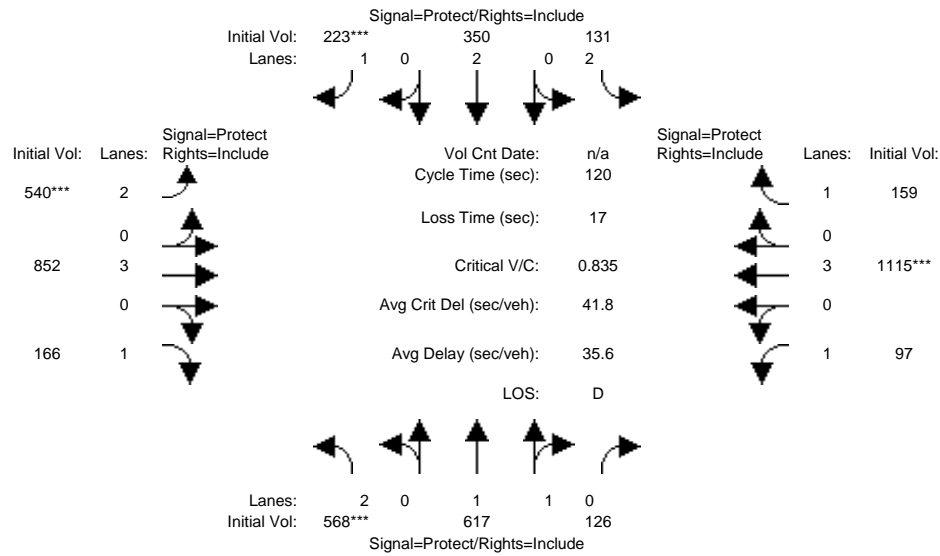 Signal=Protect/Rights=Include
Initial Vol: 223*** 350 131
Lanes: 1 0 2 0 2
Signal=Protect
Initial Vol: Lanes: Rights=Include
540*** 2
0
852 3
0
166 1
Vol Cnt Date: n/a
Cycle Time (sec): 120
Loss Time (sec): 17
Critical V/C: 0.835
Avg Crit Del (sec/veh): 41.8
Avg Delay (sec/veh): 35.6
LOS: D
Signal=Protect
Rights=Include Lanes: Initial Vol:
1 159
0
3 1115***
0
1 97
Lanes: 2 0 1 1 0
Initial Vol: 568*** 617 126
Signal=Protect/Rights=Include